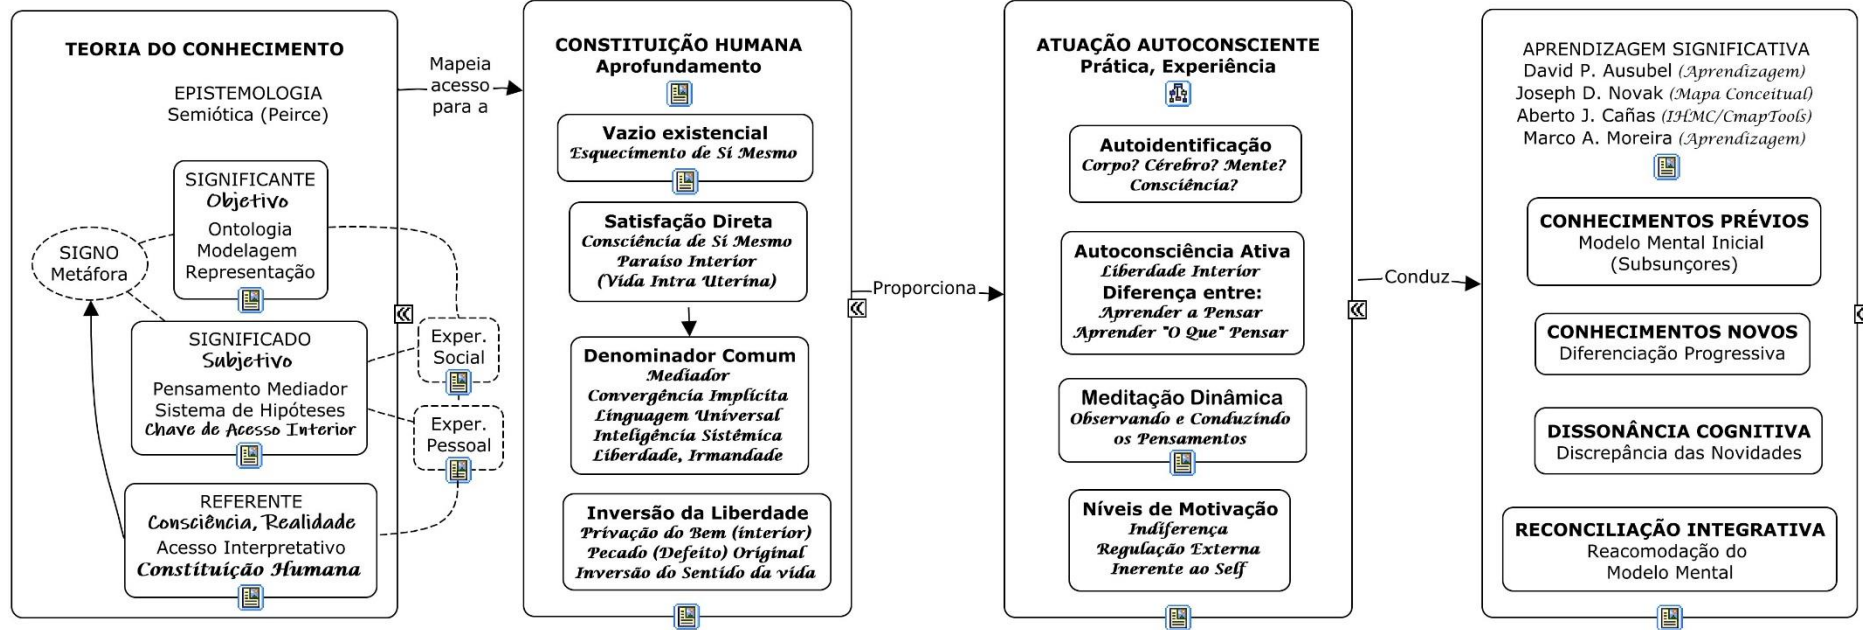 TEORIA DO CONHECIMENTO
EPISTEMOLOGIA
Semiótica (Peirce)
SIGNIFICANTE
Objetivo
Ontologia
Modelagem
Representação
SIGNO
Metáfora
SIGNIFICADO
Subjetivo
Pensamento Mediador
Sistema de Hipóteses
Chave de Acesso Interior
Exper.
Social
Exper.
Pessoal
REFERENTE
Consciência, Realidade
Acesso Interpretativo
Constituição Humana
Mapeia
acesso
para a
CONSTITUIÇÃO HUMANA
Aprofundamento
Vazio existencial
Esquecimento de Si Mesmo
Satisfação Direta
Consciência de Si Mesmo
Paraíso Interior
(Vida Intra Uterina)
Denominador Comum
Mediador
Convergência Implícita
Linguagem Universal
Inteligência Sistêmica
Liberdade, Irmandade
Inversão da Liberdade
Privação do Bem (interior)
Pecado (Defeito) Original
Inversão do Sentido da vida
Proporciona
ATUAÇÃO AUTOCONSCIENTE
Prática, Experiência
Autoidentificação
Corpo? Cérebro? Mente?
Consciência?
Autoconsciência Ativa
Liberdade Interior
Diferença entre:
Aprender a Pensar
Aprender "O Que" Pensar
Meditação Dinâmica
Observando e Conduzindo
os Pensamentos
Níveis de Motivação
Indiferença
Regulação Externa
Inerente ao Self
Conduz
APRENDIZAGEM SIGNIFICATIVA
David P. Ausubel (Aprendizagem)
Joseph D. Novak (Mapa Conceitual)
Aberto J. Cañas (IHMC/CmapTools)
Marco A. Moreira (Aprendizagem)
CONHECIMENTOS PRÉVIOS
Modelo Mental Inicial
(Subsunçores)
CONHECIMENTOS NOVOS
Diferenciação Progressiva
DISSONÂNCIA COGNITIVA
Discrepância das Novidades
RECONCILIAÇÃO INTEGRATIVA
Reacomodação do
Modelo Mental